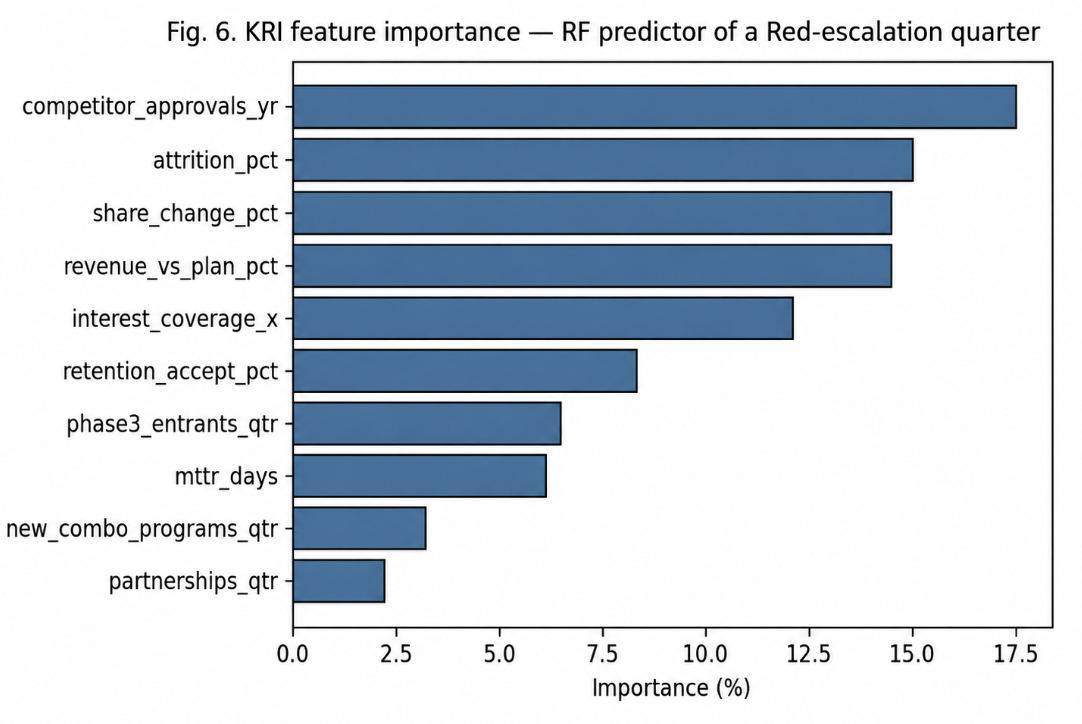 Fig. 6. KRI feature importance — RF predictor of a Red-escalation quarter
competitor_approvals_yr
attrition_pct
share_change_pct
revenue_vs_plan_pct
interest_coverage_x
retention_accept_pct
phase3_entrants_qtr
mttr_days
new_combo_programs_qtr
partnerships_qtr
0.0 2.5 5.0 7.5 10.0 12.5 15.0 17.5
Importance (%)